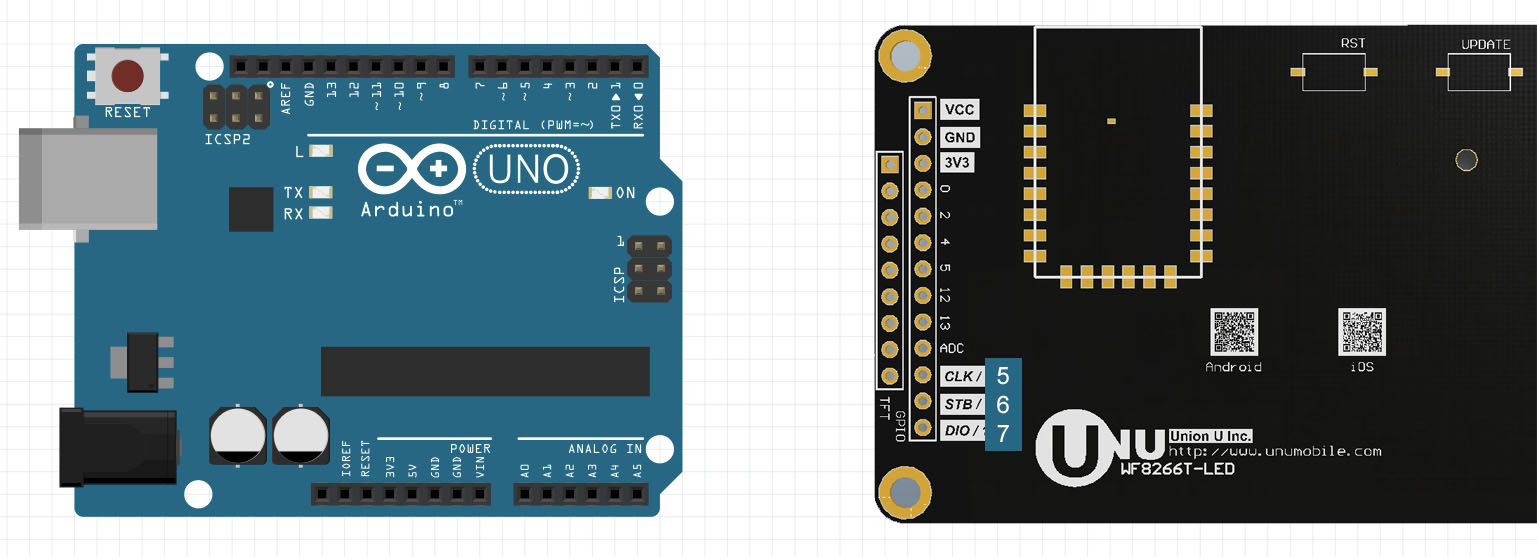 RESET
ICSP2
AREF
GND
13
12
~11
~10
~9
8
7
~6
~5
4
~3
2
TX0 ▶ 1
RX0 ◀ 0
DIGITAL (PWM=~)
L
TX
RX
UNO
Arduino™
ON
1
ICSP
POWER
ANALOG IN
IOREF
RESET
3V3
5V
GND
GND
VIN
A0
A1
A2
A3
A4
A5
RST
UPDATE
VCC
GND
3V3
0
2
4
5
12
13
ADC
CLK / 5
STB / 6
DIO / 7
TFT
GPIO
Android
iOS
UNU
Union U Inc.
http://www.unumobile.com
WF8266T-LED